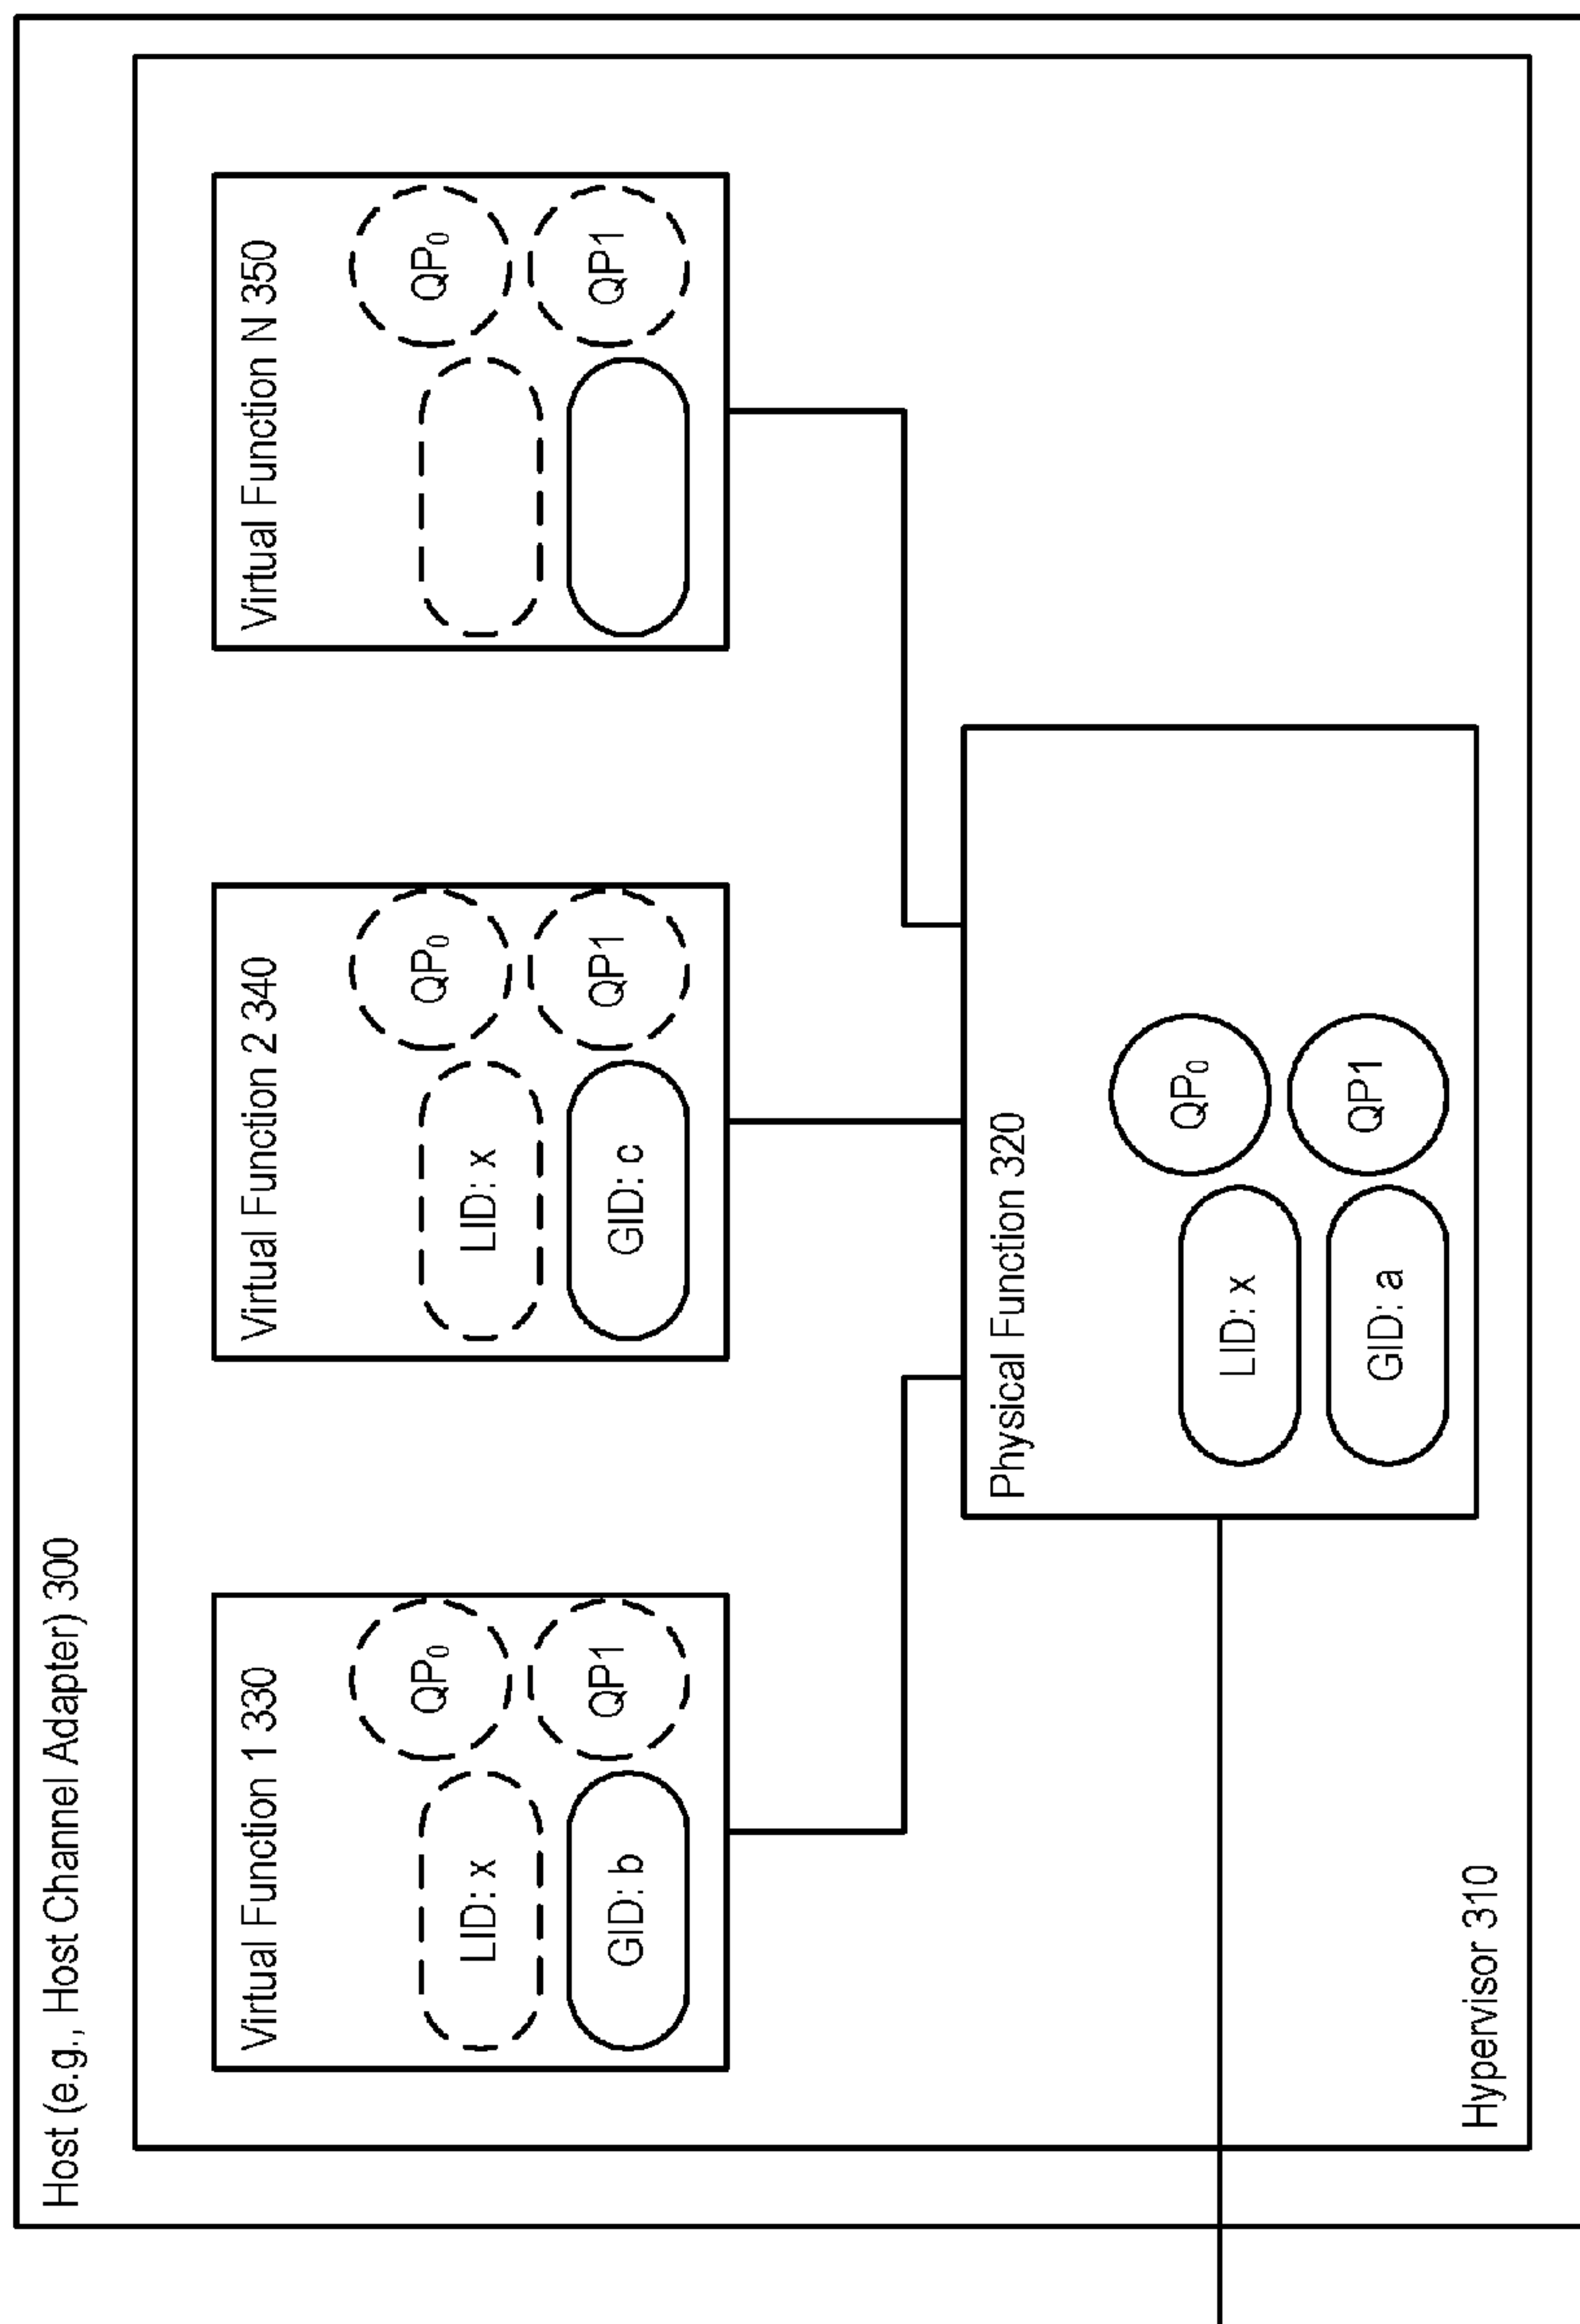 Host (e.g., Host Channel Adapter) 300
Virtual Function 1 330
QP0
LID: x
QP1
GID: b
Virtual Function 2 340
QP0
LID: x
QP1
GID: c
Virtual Function N 350
QP0
QP1
Physical Function 320
QP0
LID: x
QP1
GID: a
Hypervisor 310